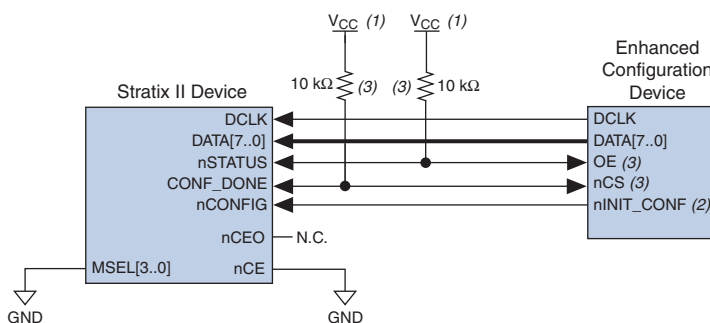 VCC (1) VCC (1)
10 kΩ (3) (3) 10 kΩ
Stratix II Device
Enhanced
Configuration
Device
DCLK DCLK
DATA[7..0] DATA[7..0]
nSTATUS OE (3)
CONF_DONE nCS (3)
nCONFIG nINIT_CONF (2)
nCEO N.C.
MSEL[3..0] nCE
GND GND